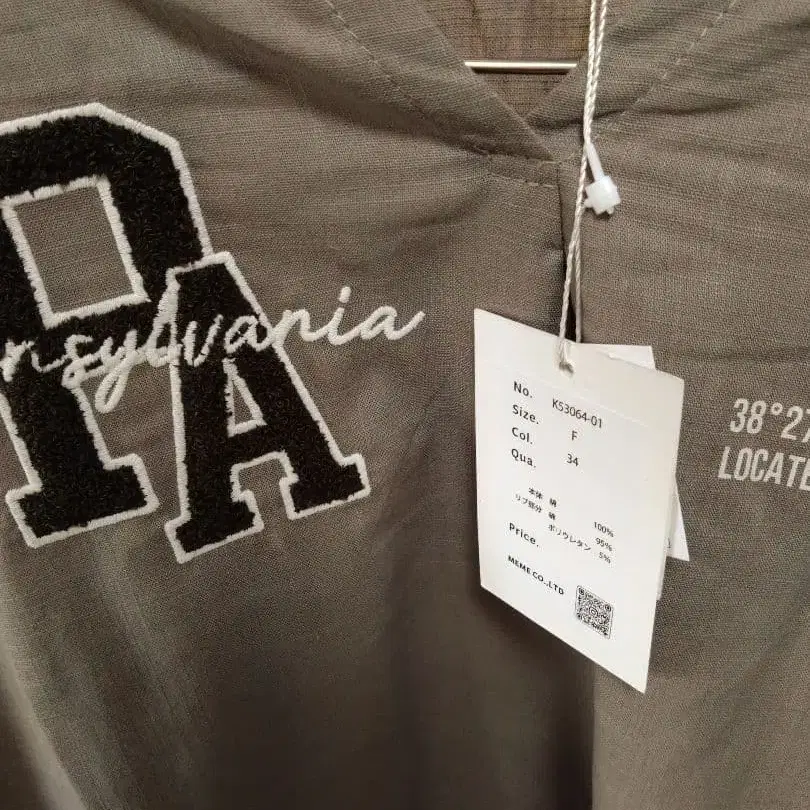 PA
nsylvania
No. K53064-01
Size. F
Col. 34
Qua.
本体 綿 100%
リブ部分 綿 95%
ポリウレタン 5%
Price.
MEME CO.,LTD
38°27
LOCATE